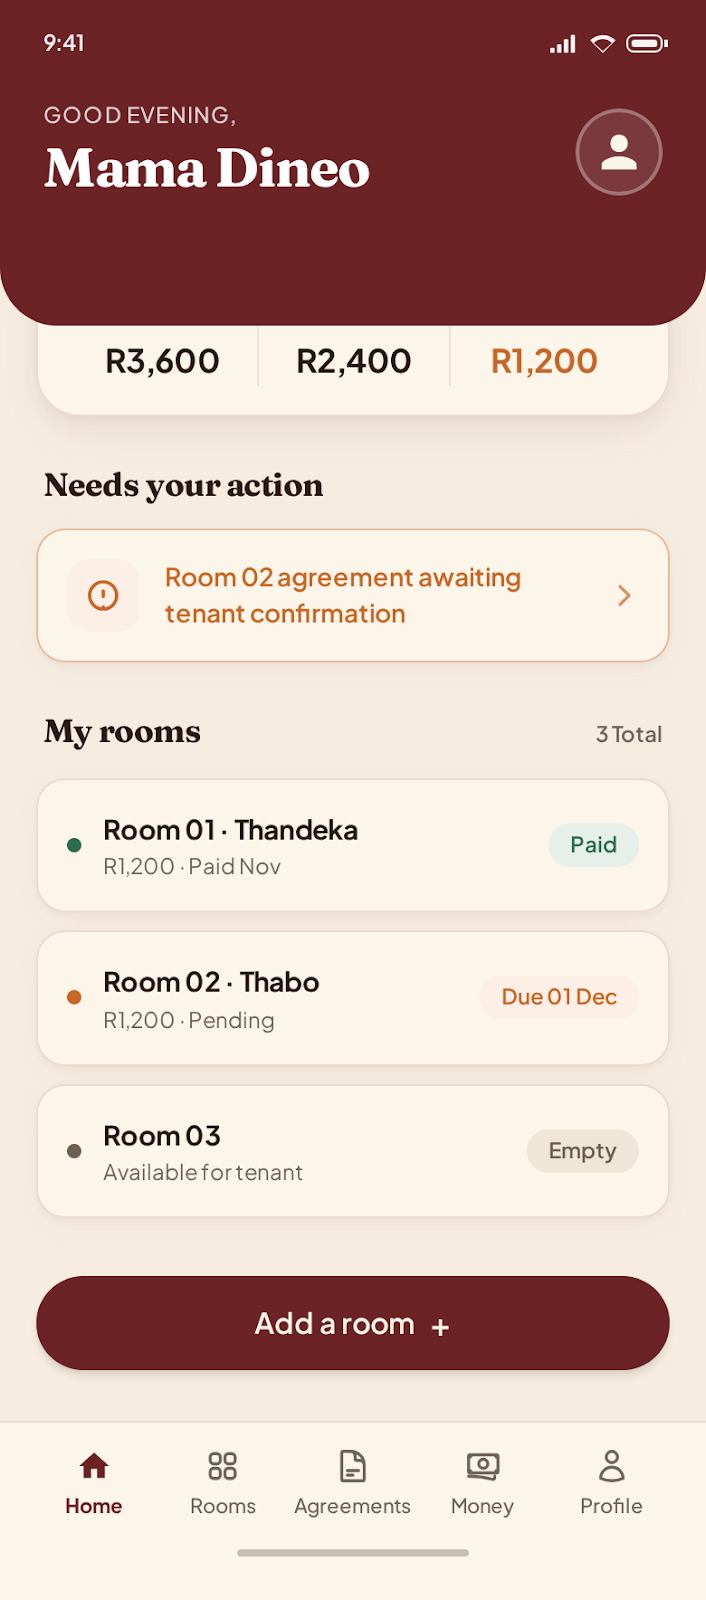 9:41
GOOD EVENING,
Mama Dineo
R3,600 R2,400 R1,200
Needs your action
Room 02 agreement awaiting
tenant confirmation
My rooms 3 Total
Room 01 · Thandeka
R1,200 · Paid Nov
Paid
Room 02 · Thabo
R1,200 · Pending
Due 01 Dec
Room 03
Available for tenant
Empty
Add a room +
Home Rooms Agreements Money Profile